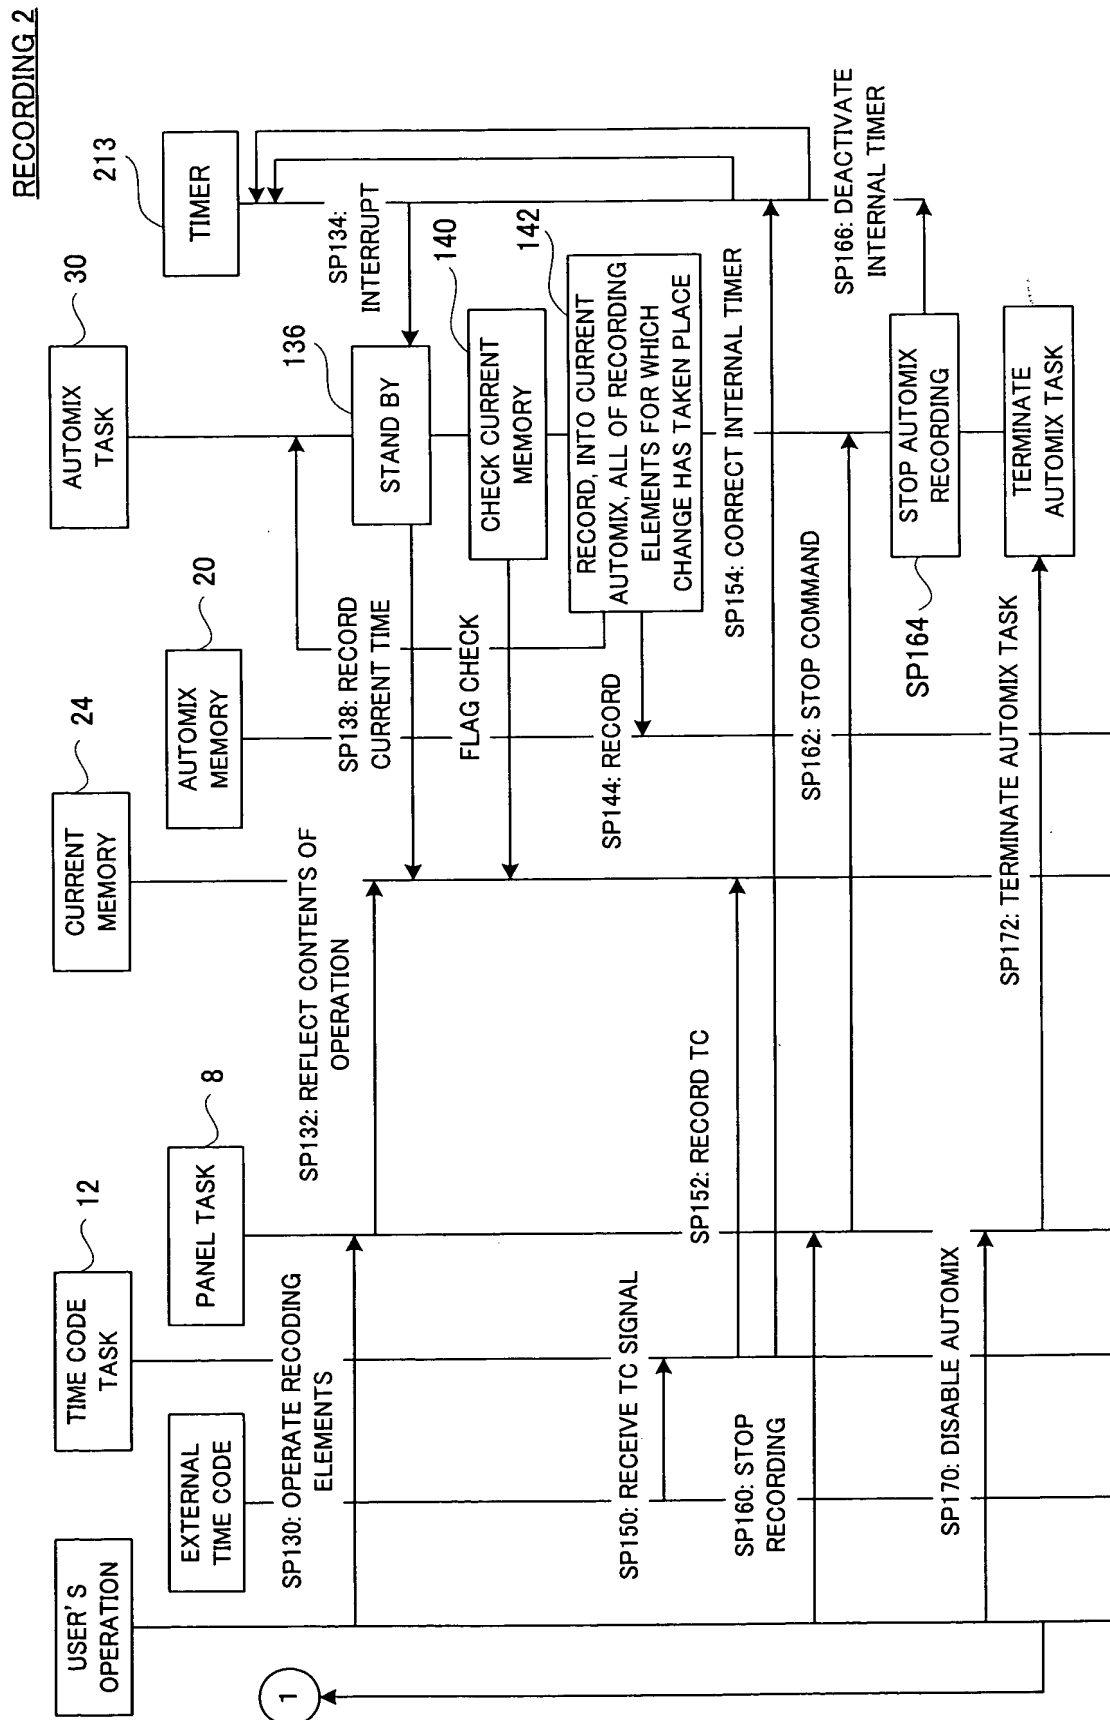 RECORDING 2
USER'S
OPERATION
EXTERNAL
TIME CODE
TIME CODE
TASK
12
PANEL TASK
8
CURRENT
MEMORY
24
AUTOMIX
MEMORY
20
AUTOMIX
TASK
30
TIMER
213
1
SP130: OPERATE RECODING
ELEMENTS
SP132: REFLECT CONTENTS OF
OPERATION
SP134:
INTERRUPT
136
STAND BY
SP138: RECORD
CURRENT TIME
140
CHECK CURRENT
MEMORY
FLAG CHECK
142
RECORD, INTO CURRENT
AUTOMIX, ALL OF RECORDING
ELEMENTS FOR WHICH
CHANGE HAS TAKEN PLACE
SP144: RECORD
SP150: RECEIVE TC SIGNAL
SP152: RECORD TC
SP154: CORRECT INTERNAL TIMER
SP160: STOP
RECORDING
SP162: STOP COMMAND
STOP AUTOMIX
RECORDING
SP164
SP166: DEACTIVATE
INTERNAL TIMER
SP170: DISABLE AUTOMIX
SP172: TERMINATE AUTOMIX TASK
TERMINATE
AUTOMIX TASK